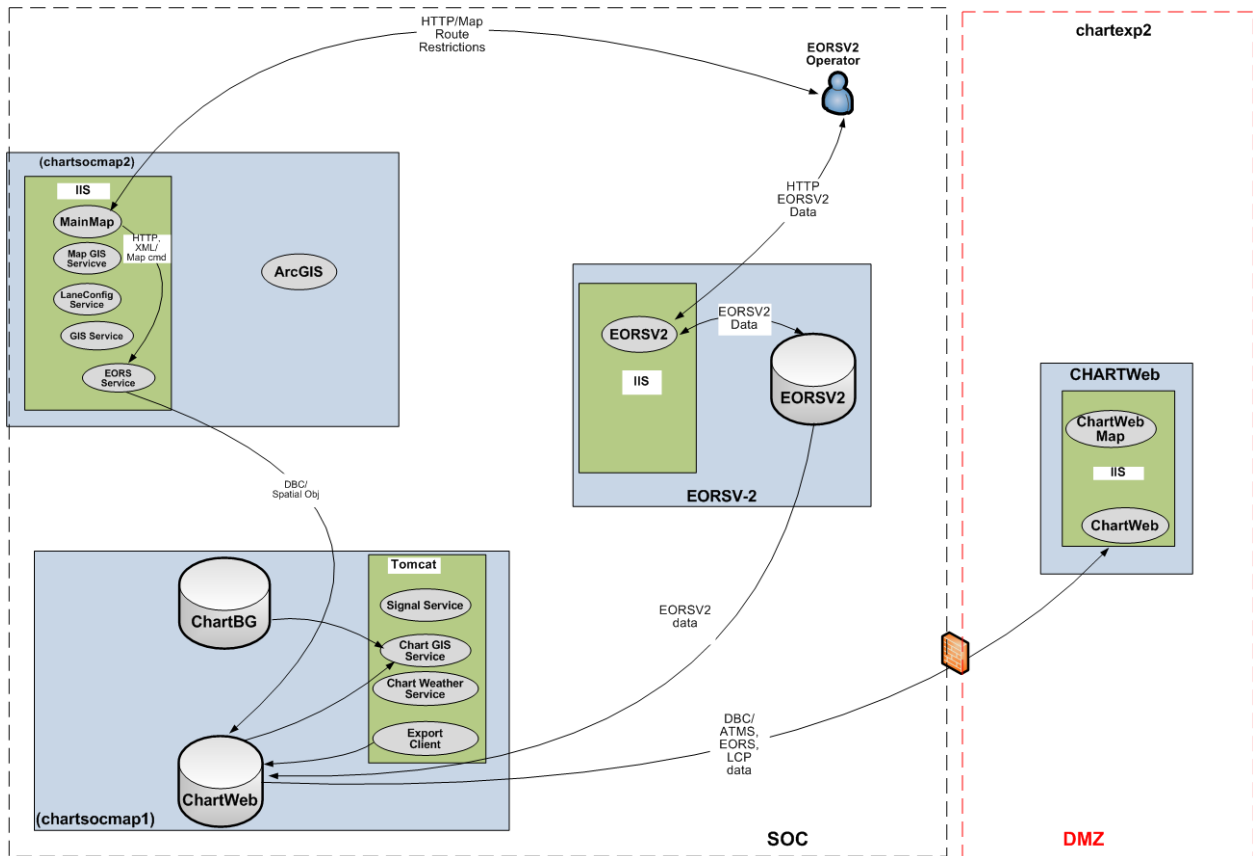 HTTP/Map
Route
Restrictions
EORSV2
Operator
chartexp2
(chartsocmap2)
IIS
MainMap
HTTP,
XML/
Map cmd
Map GIS
Servicve
LaneConfig
Service
GIS Service
EORS
Service
ArcGIS
HTTP
EORSV2
Data
EORSV2
EORSV2
Data
IIS
EORSV2
EORSV-2
CHARTWeb
ChartWeb
Map
IIS
ChartWeb
DBC/
Spatial Obj
Tomcat
ChartBG
Signal Service
Chart GIS
Service
Chart Weather
Service
Export
Client
ChartWeb
(chartsocmap1)
EORSV2
data
DBC/
ATMS,
EORS,
LCP
data
SOC
DMZ